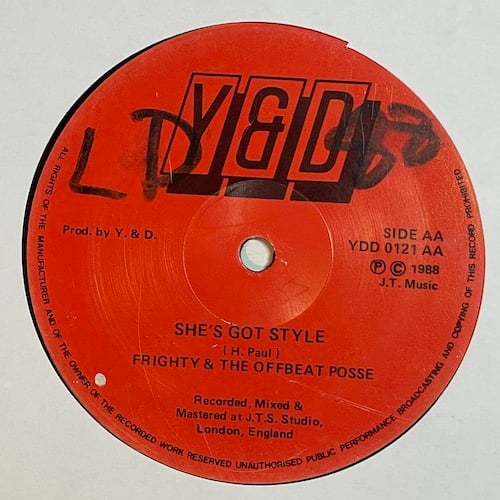 Y&D
LD
Prod. by Y. & D.
SIDE AA
YDD 0121 AA
Ⓟ © 1988
J.T. Music
SHE'S GOT STYLE
( H. Paul )
FRIGHTY & THE OFFBEAT POSSE
Recorded, Mixed &
Mastered at J.T.S. Studio,
London, England
ALL RIGHTS OF THE MANUFACTURER AND OF THE OWNER OF THE RECORDED WORK RESERVED UNAUTHORISED PUBLIC PERFORMANCE BROADCASTING AND COPYING OF THIS RECORD PROHIBITED